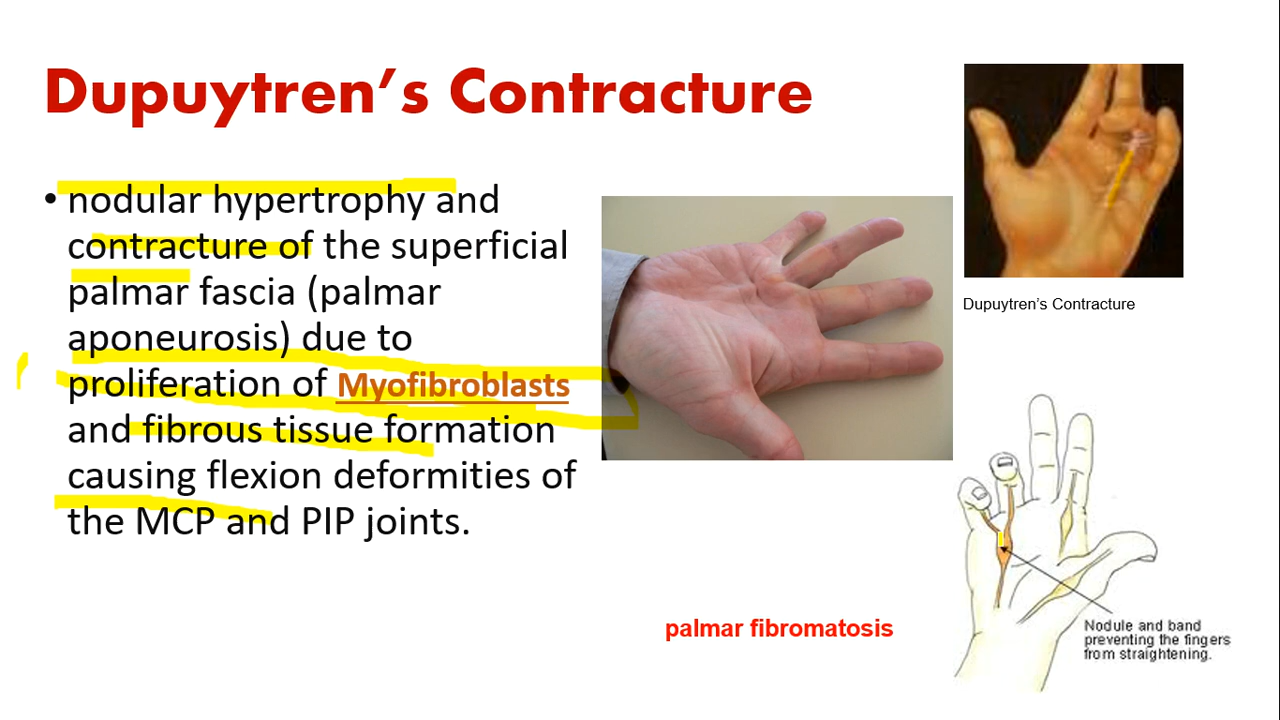 Dupuytren's Contracture
• nodular hypertrophy and
contracture of the superficial
palmar fascia (palmar
aponeurosis) due to
proliferation of Myofibroblasts
and fibrous tissue formation
causing flexion deformities of
the MCP and PIP joints.
Dupuytren's Contracture
palmar fibromatosis
Nodule and band
preventing the fingers
from straightening.